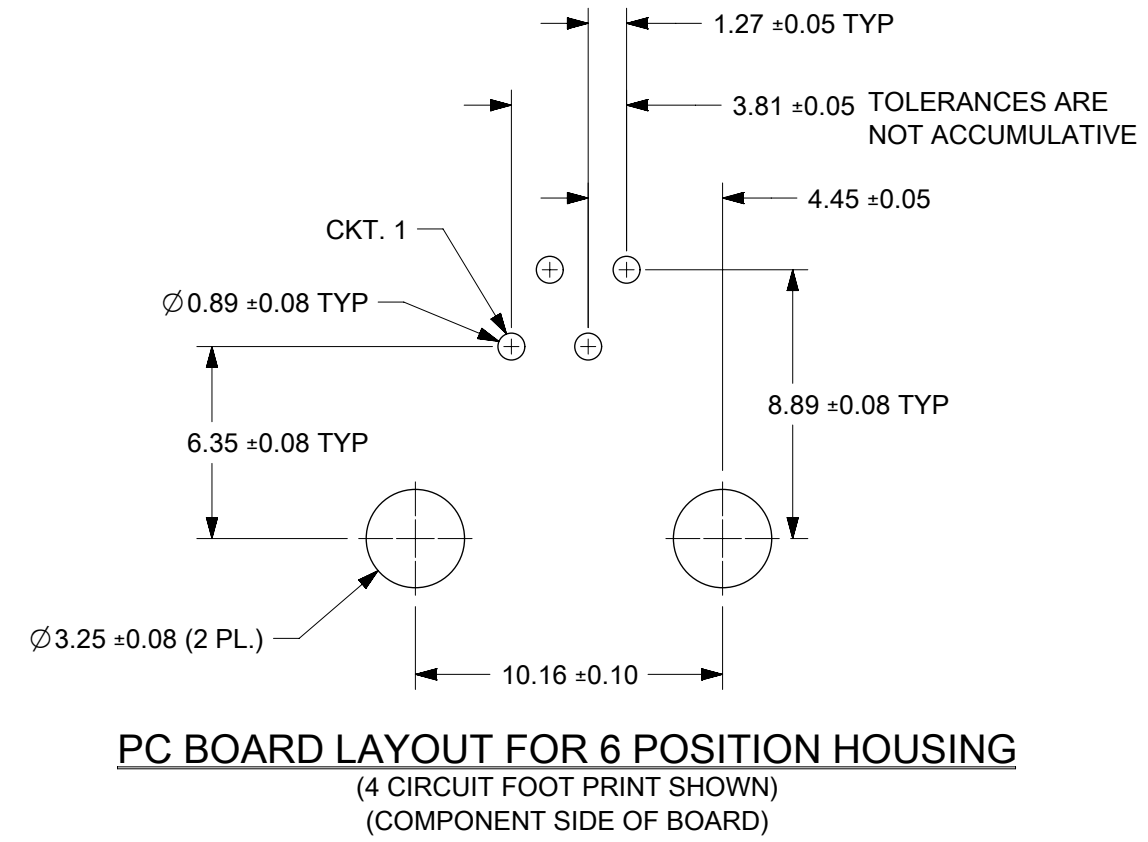 1.27 ±0.05 TYP
3.81 ±0.05 TOLERANCES ARE
NOT ACCUMULATIVE
4.45 ±0.05
CKT. 1
∅0.89 ±0.08 TYP
8.89 ±0.08 TYP
6.35 ±0.08 TYP
∅3.25 ±0.08 (2 PL.)
10.16 ±0.10
PC BOARD LAYOUT FOR 6 POSITION HOUSING
(4 CIRCUIT FOOT PRINT SHOWN)
(COMPONENT SIDE OF BOARD)